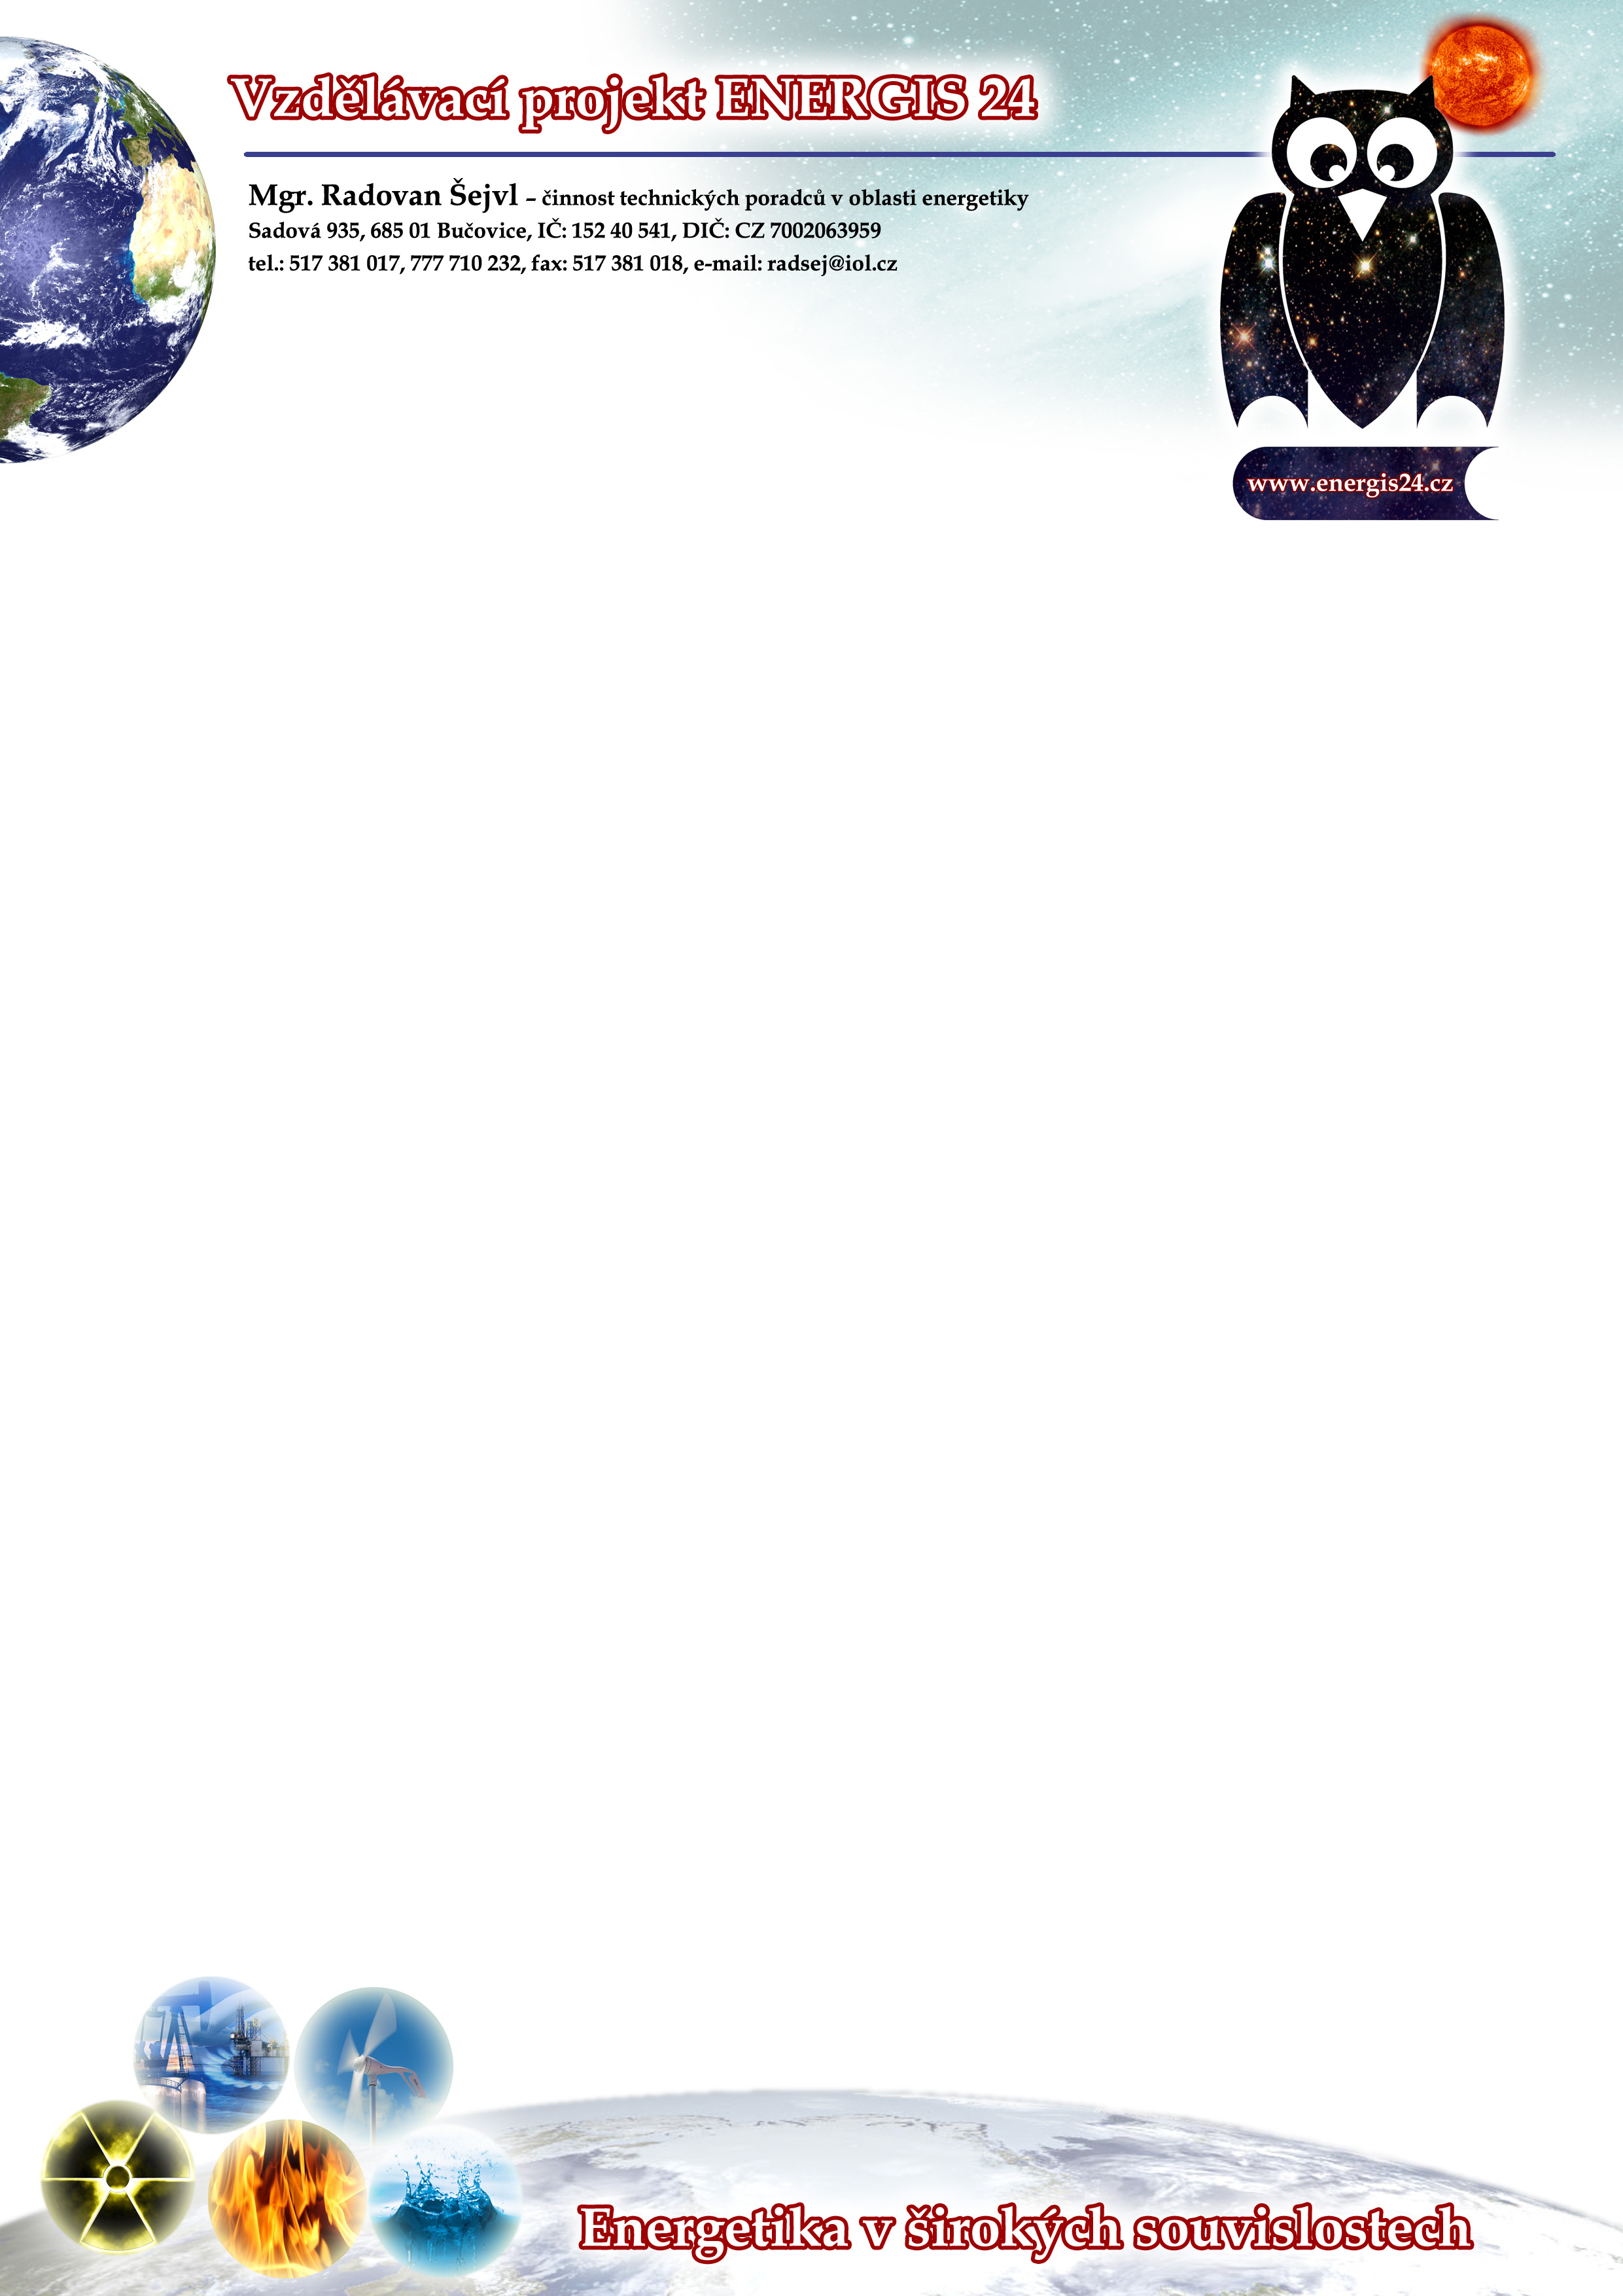 Vzdělávací projekt ENERGIS 24
Mgr. Radovan Šejvl – činnost technických poradců v oblasti energetiky
Sadová 935, 685 01 Bučovice, IČ: 152 40 541, DIČ: CZ 7002063959
tel.: 517 381 017, 777 710 232, fax: 517 381 018, e-mail: radsej@iol.cz
www.energis24.cz
Energetika v širokých souvislostech